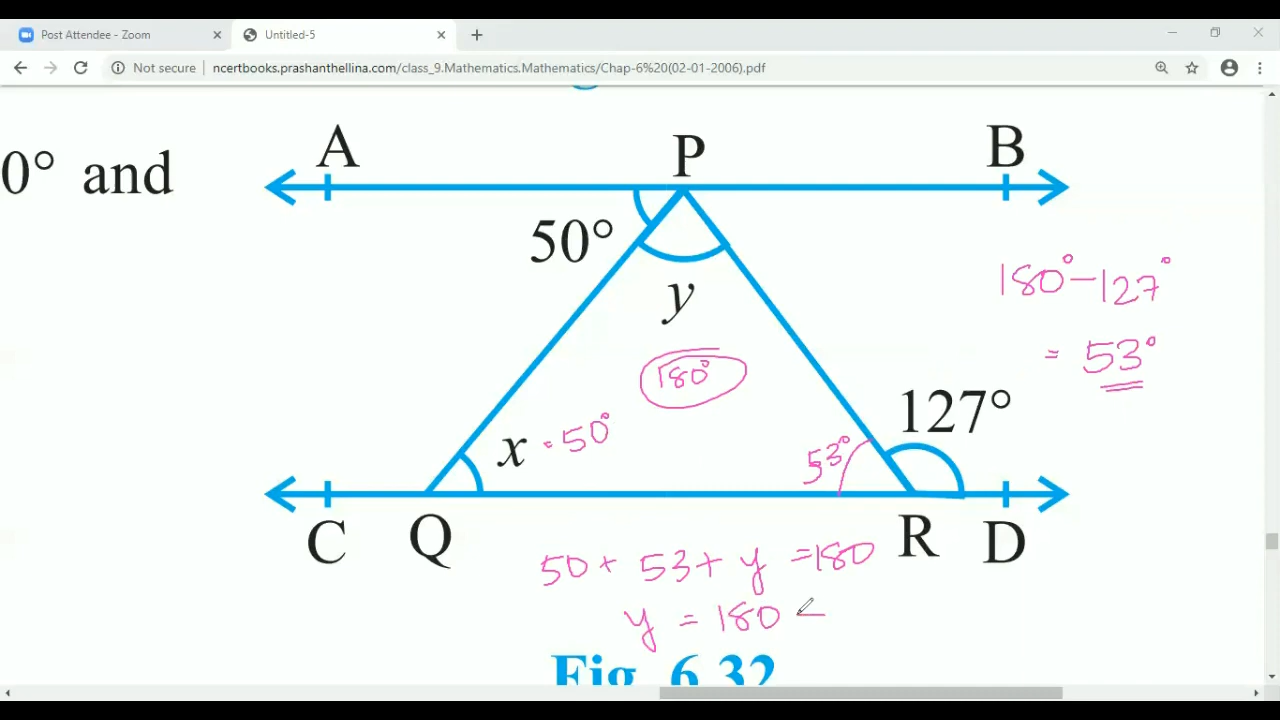 Post Attendee - Zoom
Untitled-5
Not secure
ncertbooks.prashanthellina.com/class_9.Mathematics.Mathematics/Chap-6%20(02-01-2006).pdf
A
P
B
0° and
50°
y
180° - 127°
= 53°
180°
127°
x = 50°
53°
C
Q
R
D
50 + 53 + y = 180
y = 180 -
Fig. 6.32